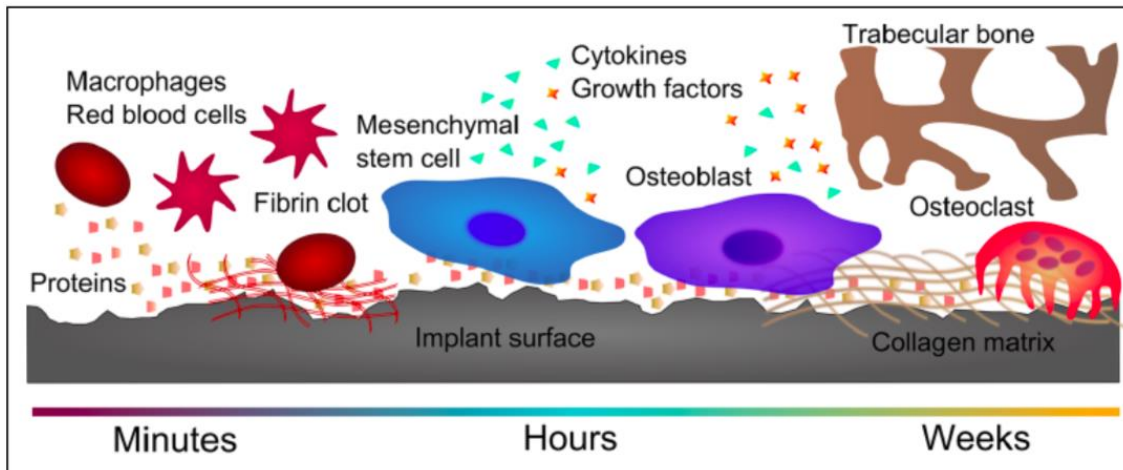 Macrophages
Red blood cells
Cytokines
Growth factors
Trabecular bone
Mesenchymal
stem cell
Fibrin clot
Osteoblast
Osteoclast
Proteins
Implant surface
Collagen matrix
Minutes
Hours
Weeks